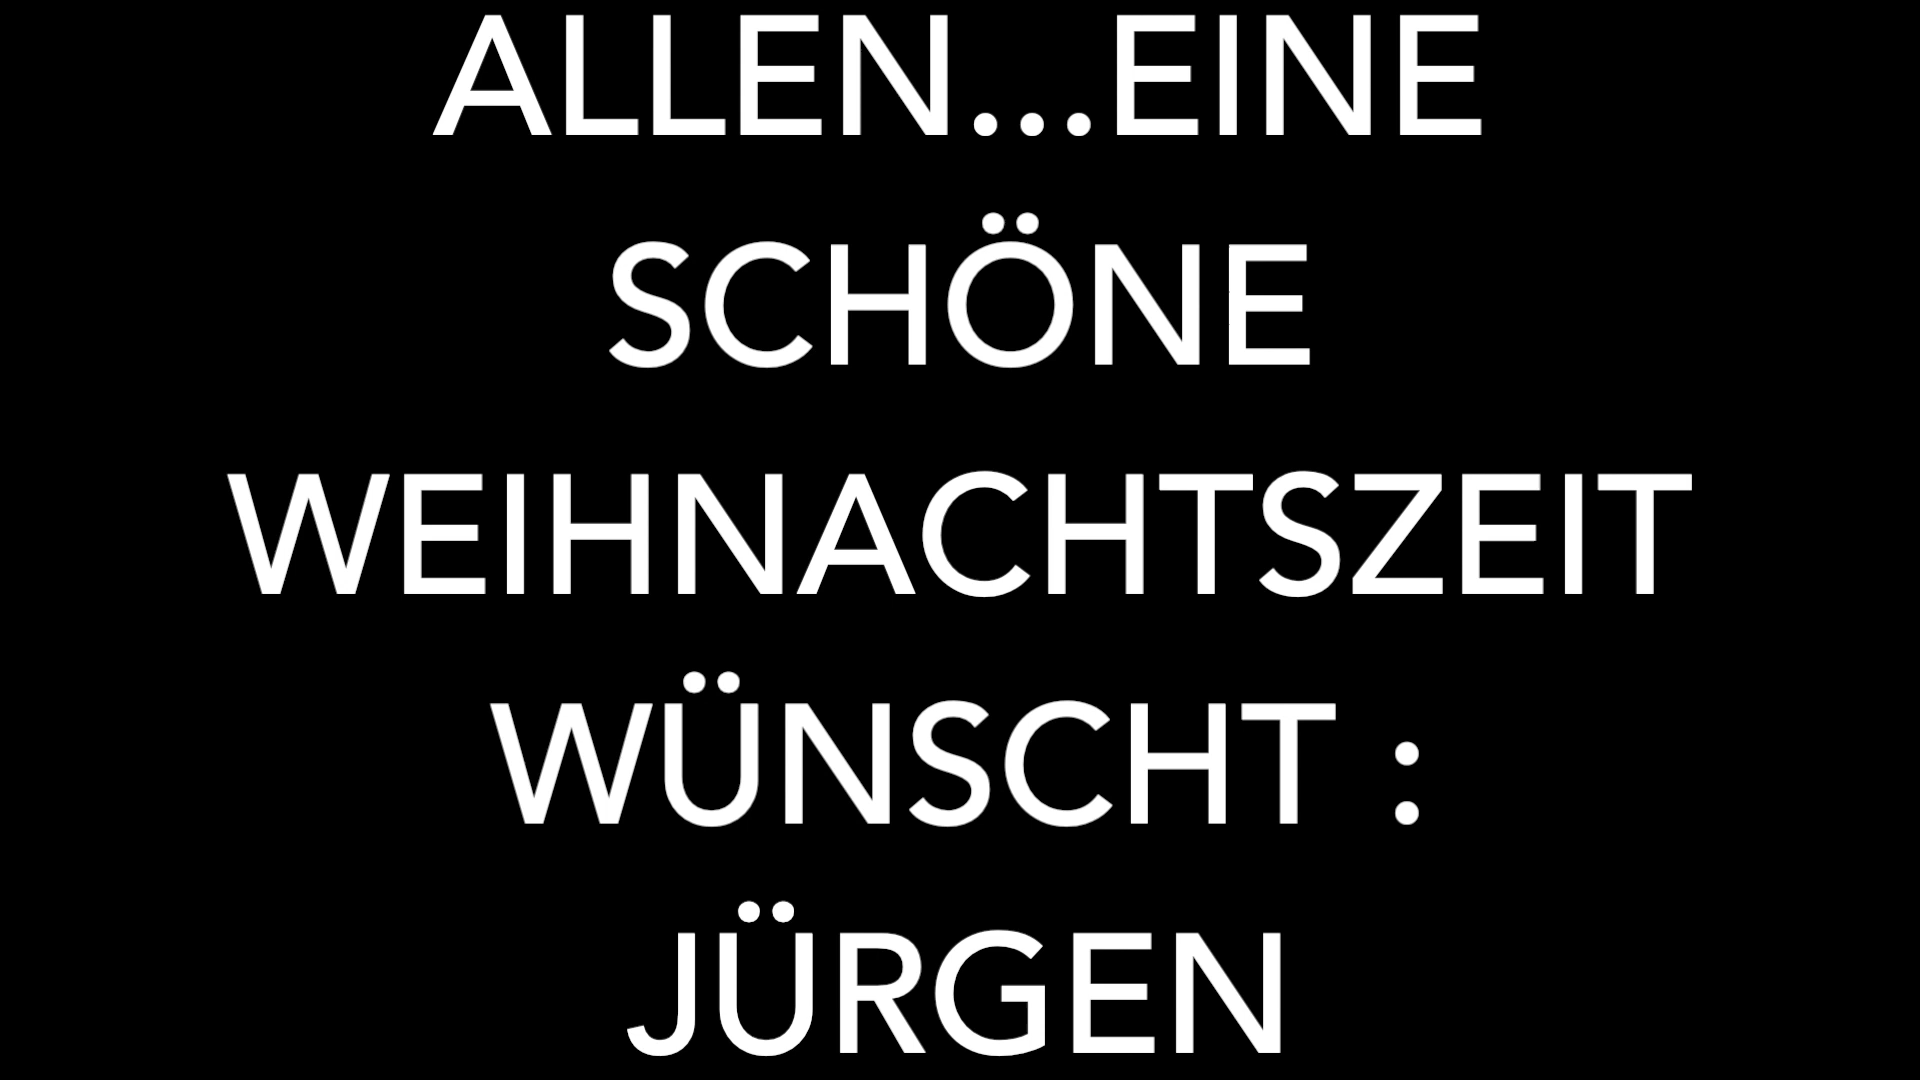 ALLEN...EINE
SCHÖNE
WEIHNACHTSZEIT
WÜNSCHT :
JÜRGEN